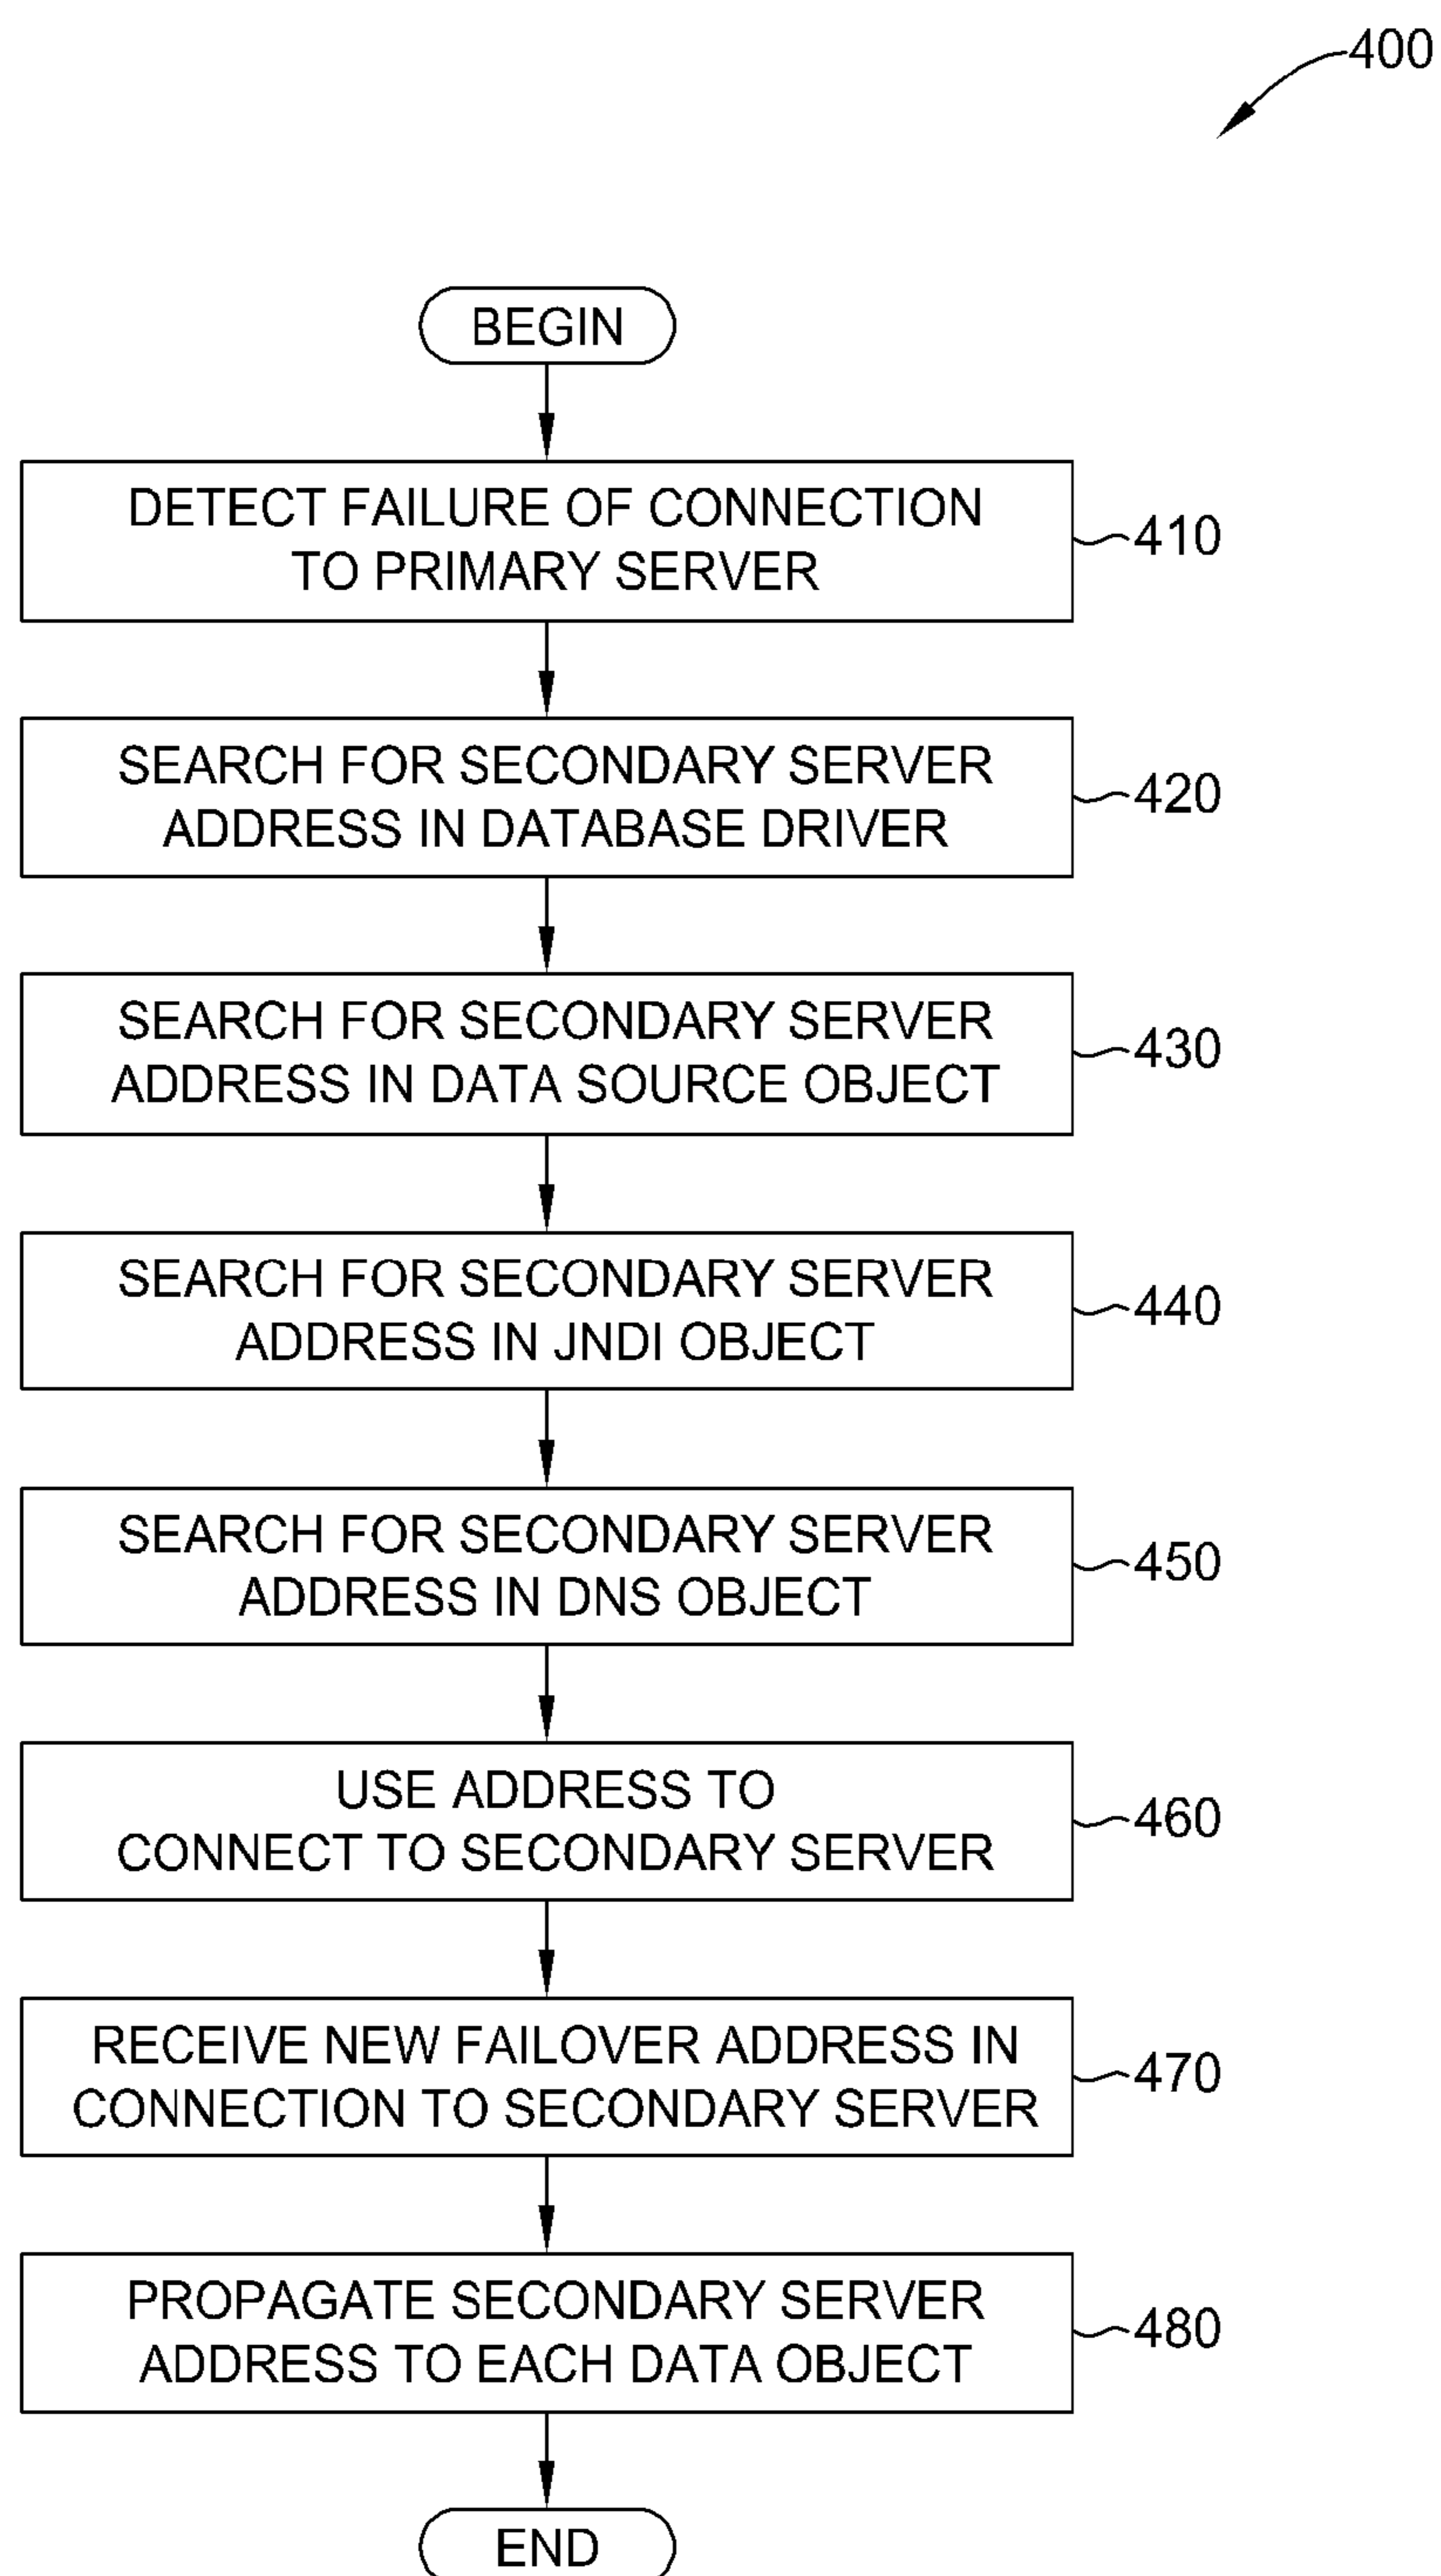 400
BEGIN
DETECT FAILURE OF CONNECTION
TO PRIMARY SERVER
410
SEARCH FOR SECONDARY SERVER
ADDRESS IN DATABASE DRIVER
420
SEARCH FOR SECONDARY SERVER
ADDRESS IN DATA SOURCE OBJECT
430
SEARCH FOR SECONDARY SERVER
ADDRESS IN JNDI OBJECT
440
SEARCH FOR SECONDARY SERVER
ADDRESS IN DNS OBJECT
450
USE ADDRESS TO
CONNECT TO SECONDARY SERVER
460
RECEIVE NEW FAILOVER ADDRESS IN
CONNECTION TO SECONDARY SERVER
470
PROPAGATE SECONDARY SERVER
ADDRESS TO EACH DATA OBJECT
480
END